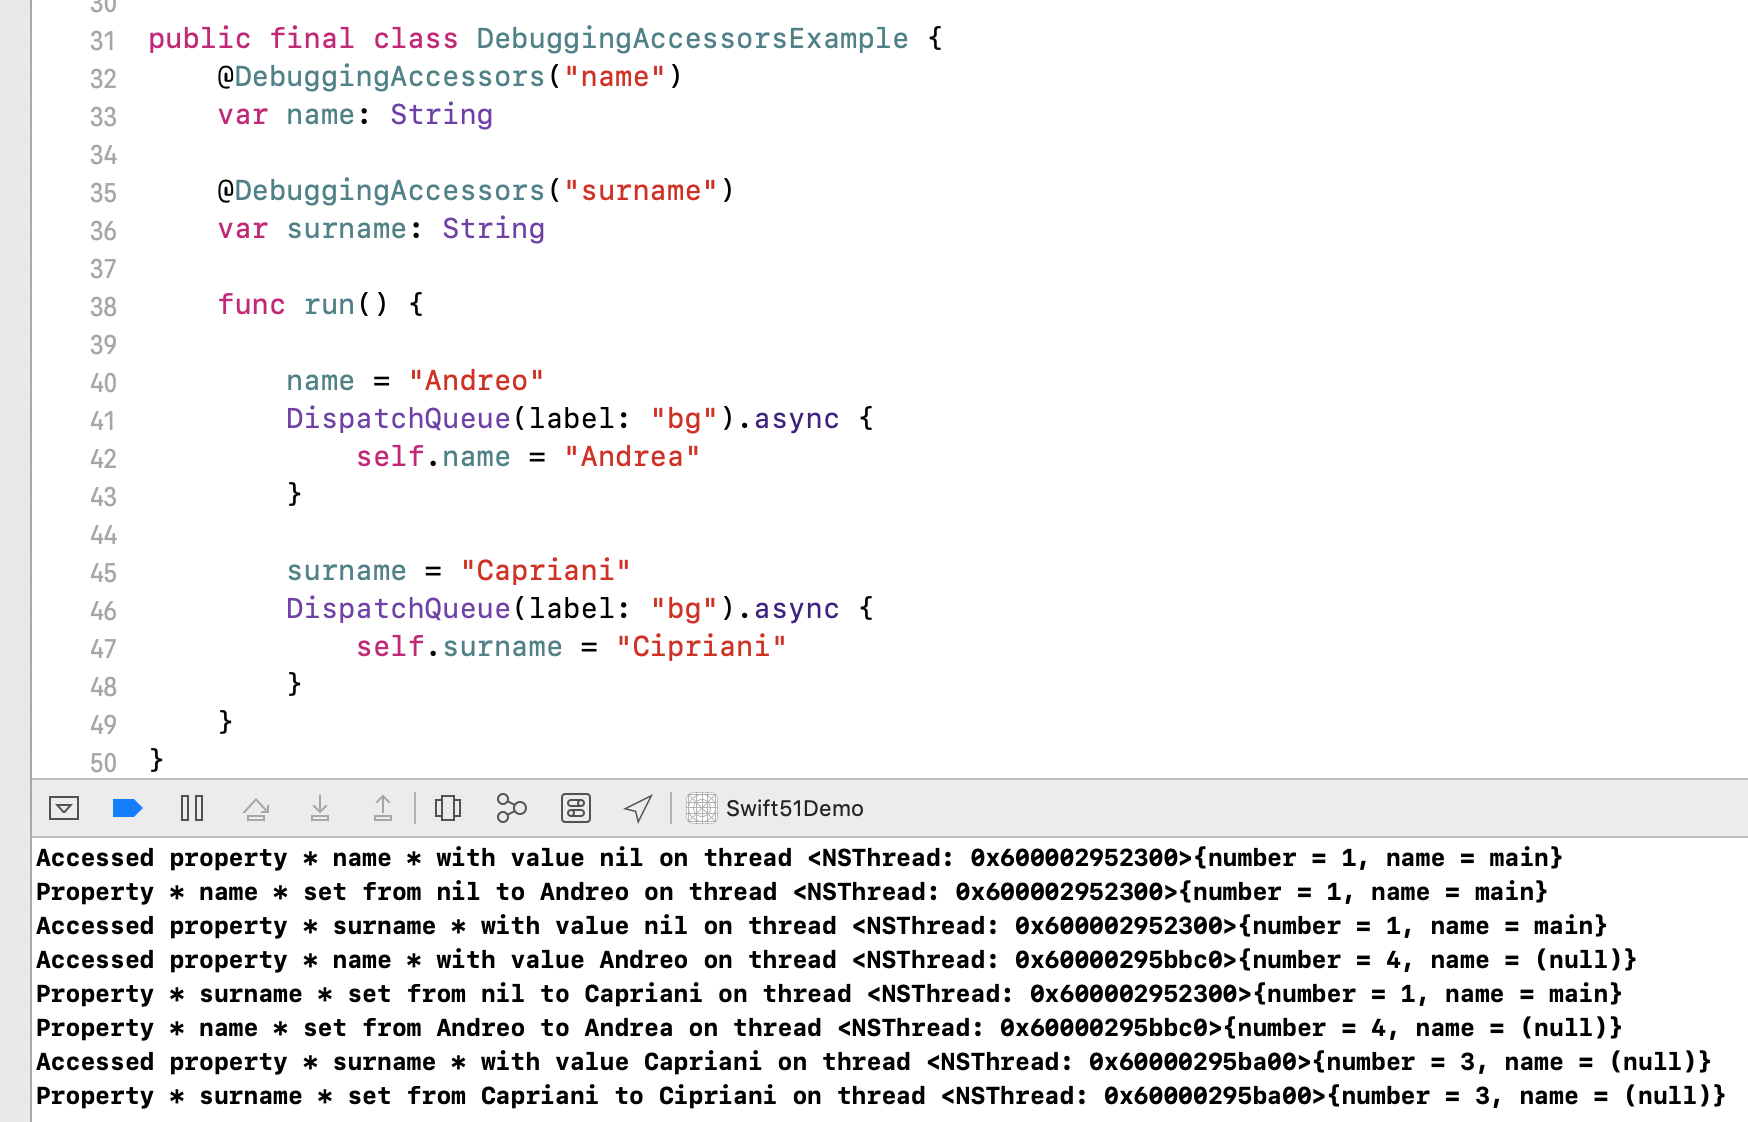 30
31 public final class DebuggingAccessorsExample {
32     @DebuggingAccessors("name")
33     var name: String
34
35     @DebuggingAccessors("surname")
36     var surname: String
37
38     func run() {
39
40         name = "Andreo"
41         DispatchQueue(label: "bg").async {
42             self.name = "Andrea"
43         }
44
45         surname = "Capriani"
46         DispatchQueue(label: "bg").async {
47             self.surname = "Cipriani"
48         }
49     }
50 }
Swift51Demo
Accessed property * name * with value nil on thread <NSThread: 0x600002952300>{number = 1, name = main}
Property * name * set from nil to Andreo on thread <NSThread: 0x600002952300>{number = 1, name = main}
Accessed property * surname * with value nil on thread <NSThread: 0x600002952300>{number = 1, name = main}
Accessed property * name * with value Andreo on thread <NSThread: 0x60000295bbc0>{number = 4, name = (null)}
Property * surname * set from nil to Capriani on thread <NSThread: 0x600002952300>{number = 1, name = main}
Property * name * set from Andreo to Andrea on thread <NSThread: 0x60000295bbc0>{number = 4, name = (null)}
Accessed property * surname * with value Capriani on thread <NSThread: 0x60000295ba00>{number = 3, name = (null)}
Property * surname * set from Capriani to Cipriani on thread <NSThread: 0x60000295ba00>{number = 3, name = (null)}